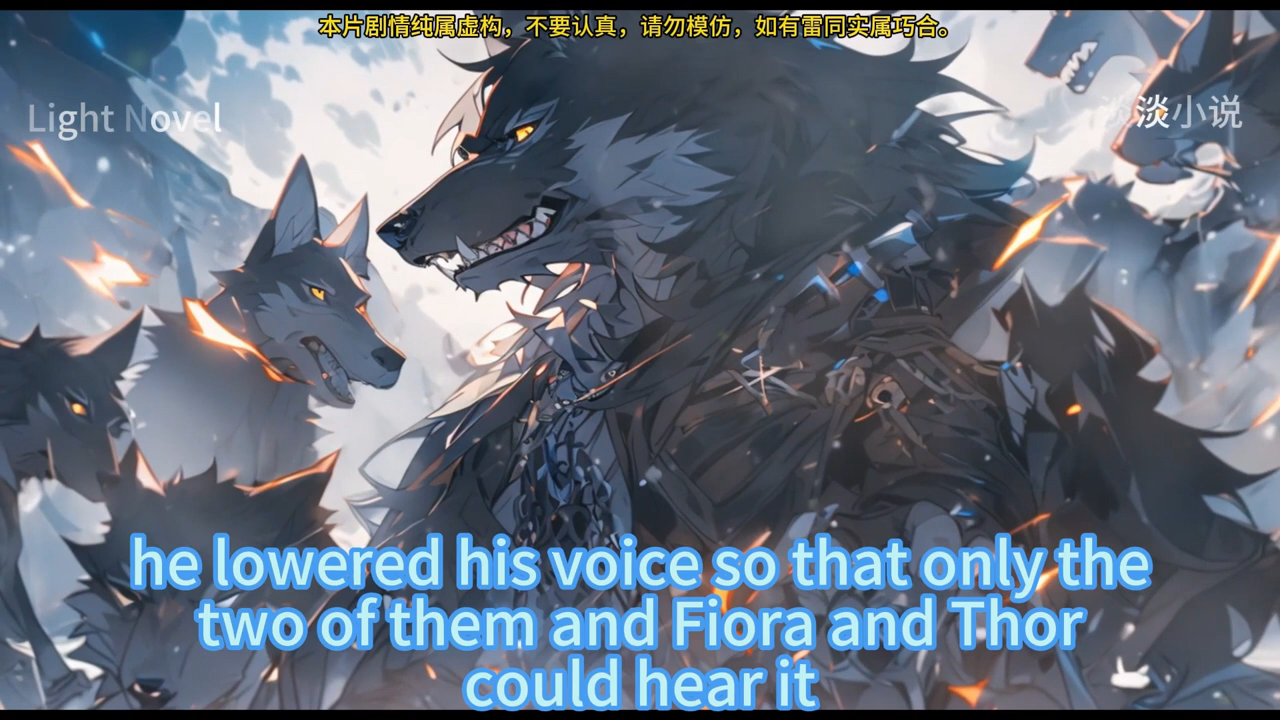 本片剧情纯属虚构，不要认真，请勿模仿，如有雷同实属巧合。
Light Novel
淡淡小说
he lowered his voice so that only the
two of them and Fiora and Thor
could hear it